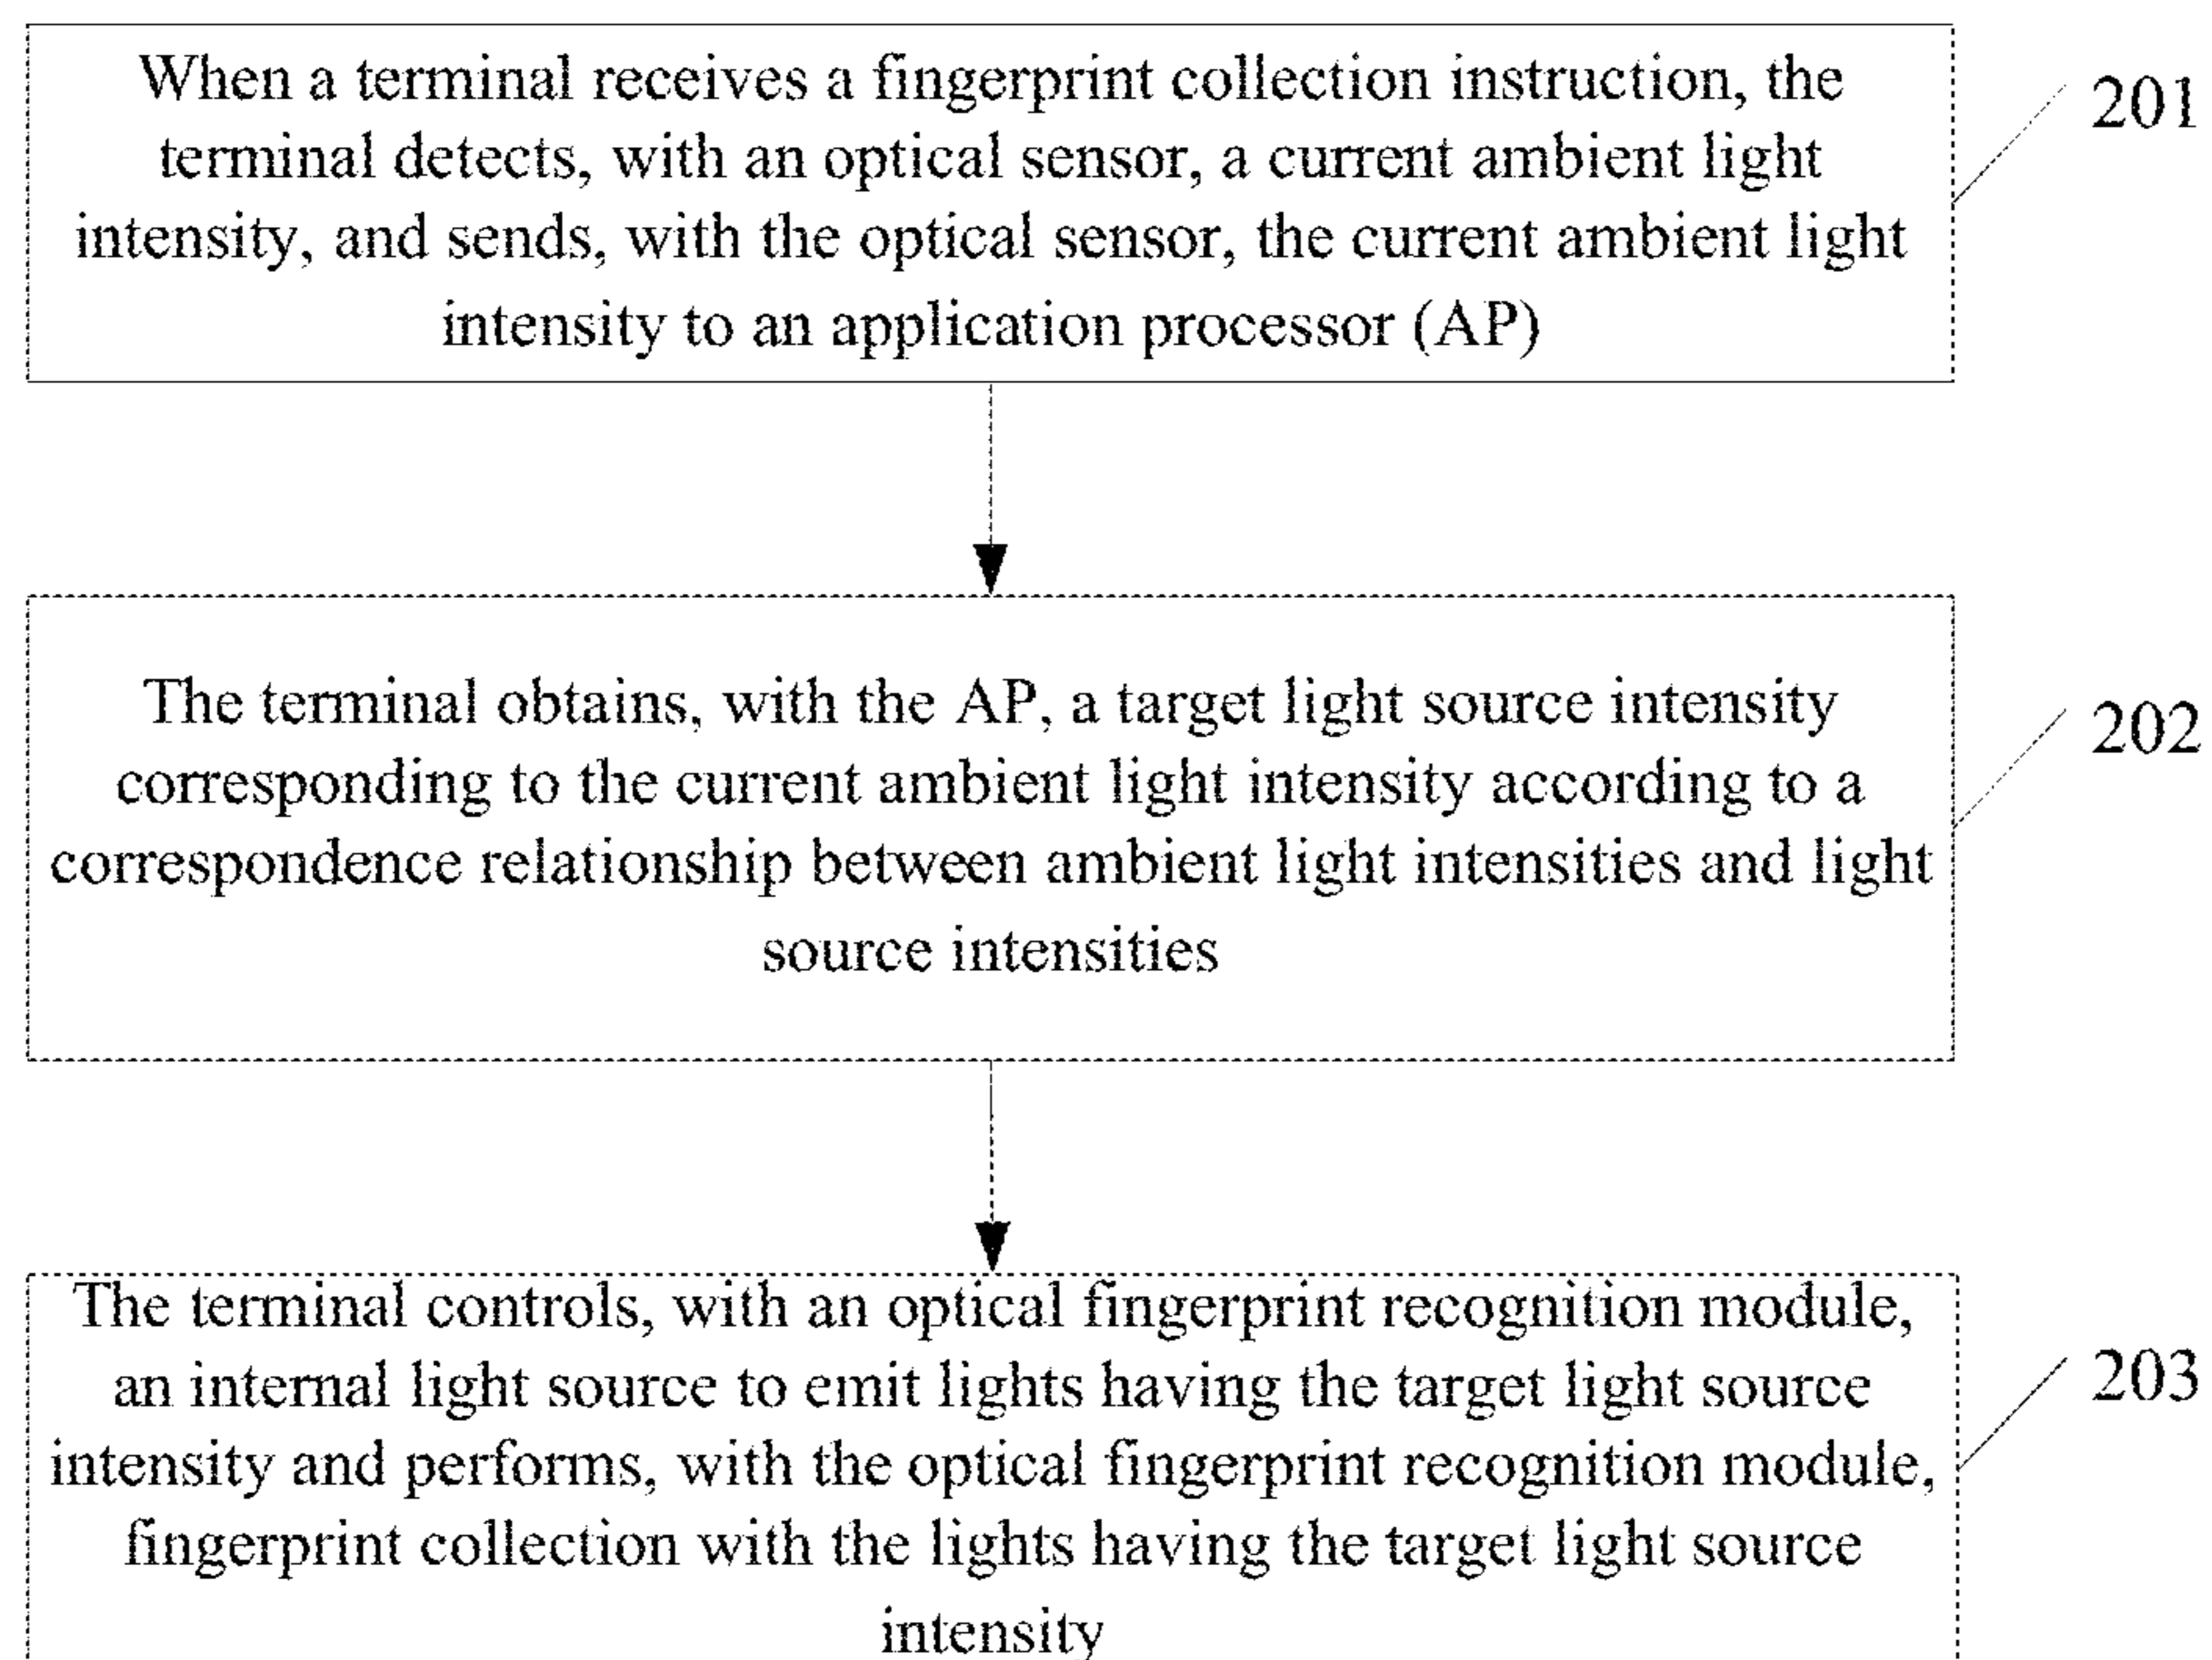 When a terminal receives a fingerprint collection instruction, the
terminal detects, with an optical sensor, a current ambient light
intensity, and sends, with the optical sensor, the current ambient light
intensity to an application processor (AP)
201
The terminal obtains, with the AP, a target light source intensity
corresponding to the current ambient light intensity according to a
correspondence relationship between ambient light intensities and light
source intensities
202
The terminal controls, with an optical fingerprint recognition module,
an internal light source to emit lights having the target light source
intensity and performs, with the optical fingerprint recognition module,
fingerprint collection with the lights having the target light source
intensity
203